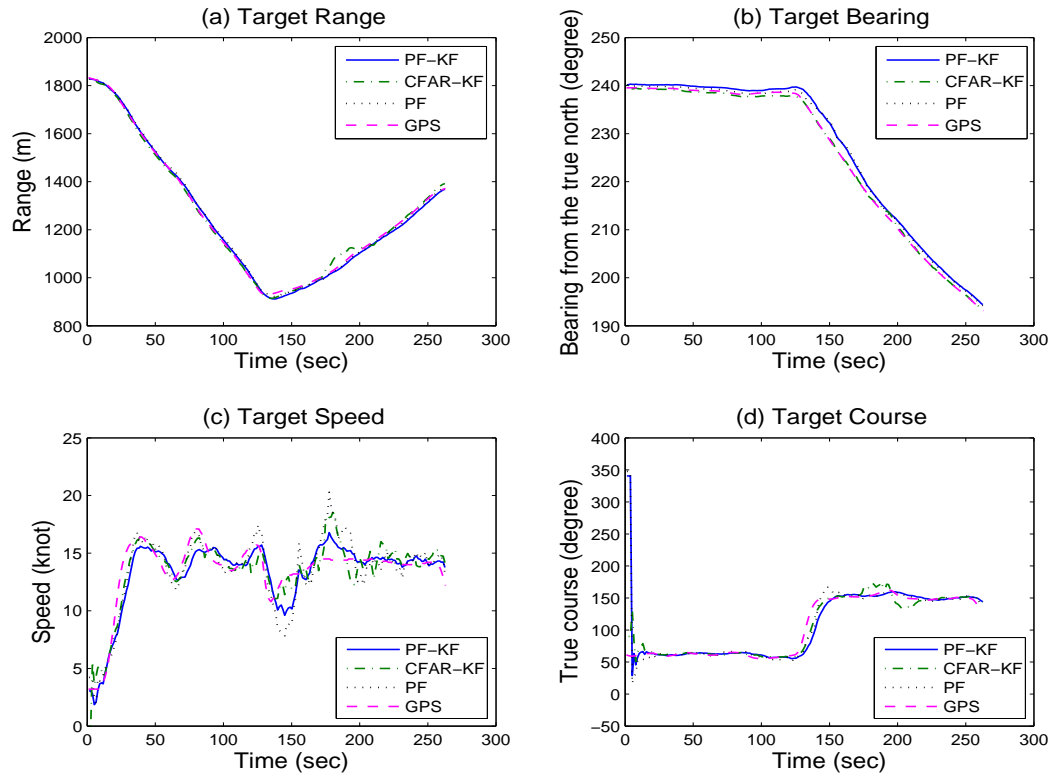 (a) Target Range
2000
1800
1600
1400
1200
1000
800
Range (m)
0
50
100
150
200
250
300
Time (sec)
PF−KF
CFAR−KF
PF
GPS
(b) Target Bearing
250
240
230
220
210
200
190
Bearing from the true north (degree)
0
50
100
150
200
250
300
Time (sec)
PF−KF
CFAR−KF
PF
GPS
(c) Target Speed
25
20
15
10
5
0
Speed (knot)
0
50
100
150
200
250
300
Time (sec)
PF−KF
CFAR−KF
PF
GPS
(d) Target Course
400
350
300
250
200
150
100
50
0
−50
True course (degree)
0
50
100
150
200
250
300
Time (sec)
PF−KF
CFAR−KF
PF
GPS